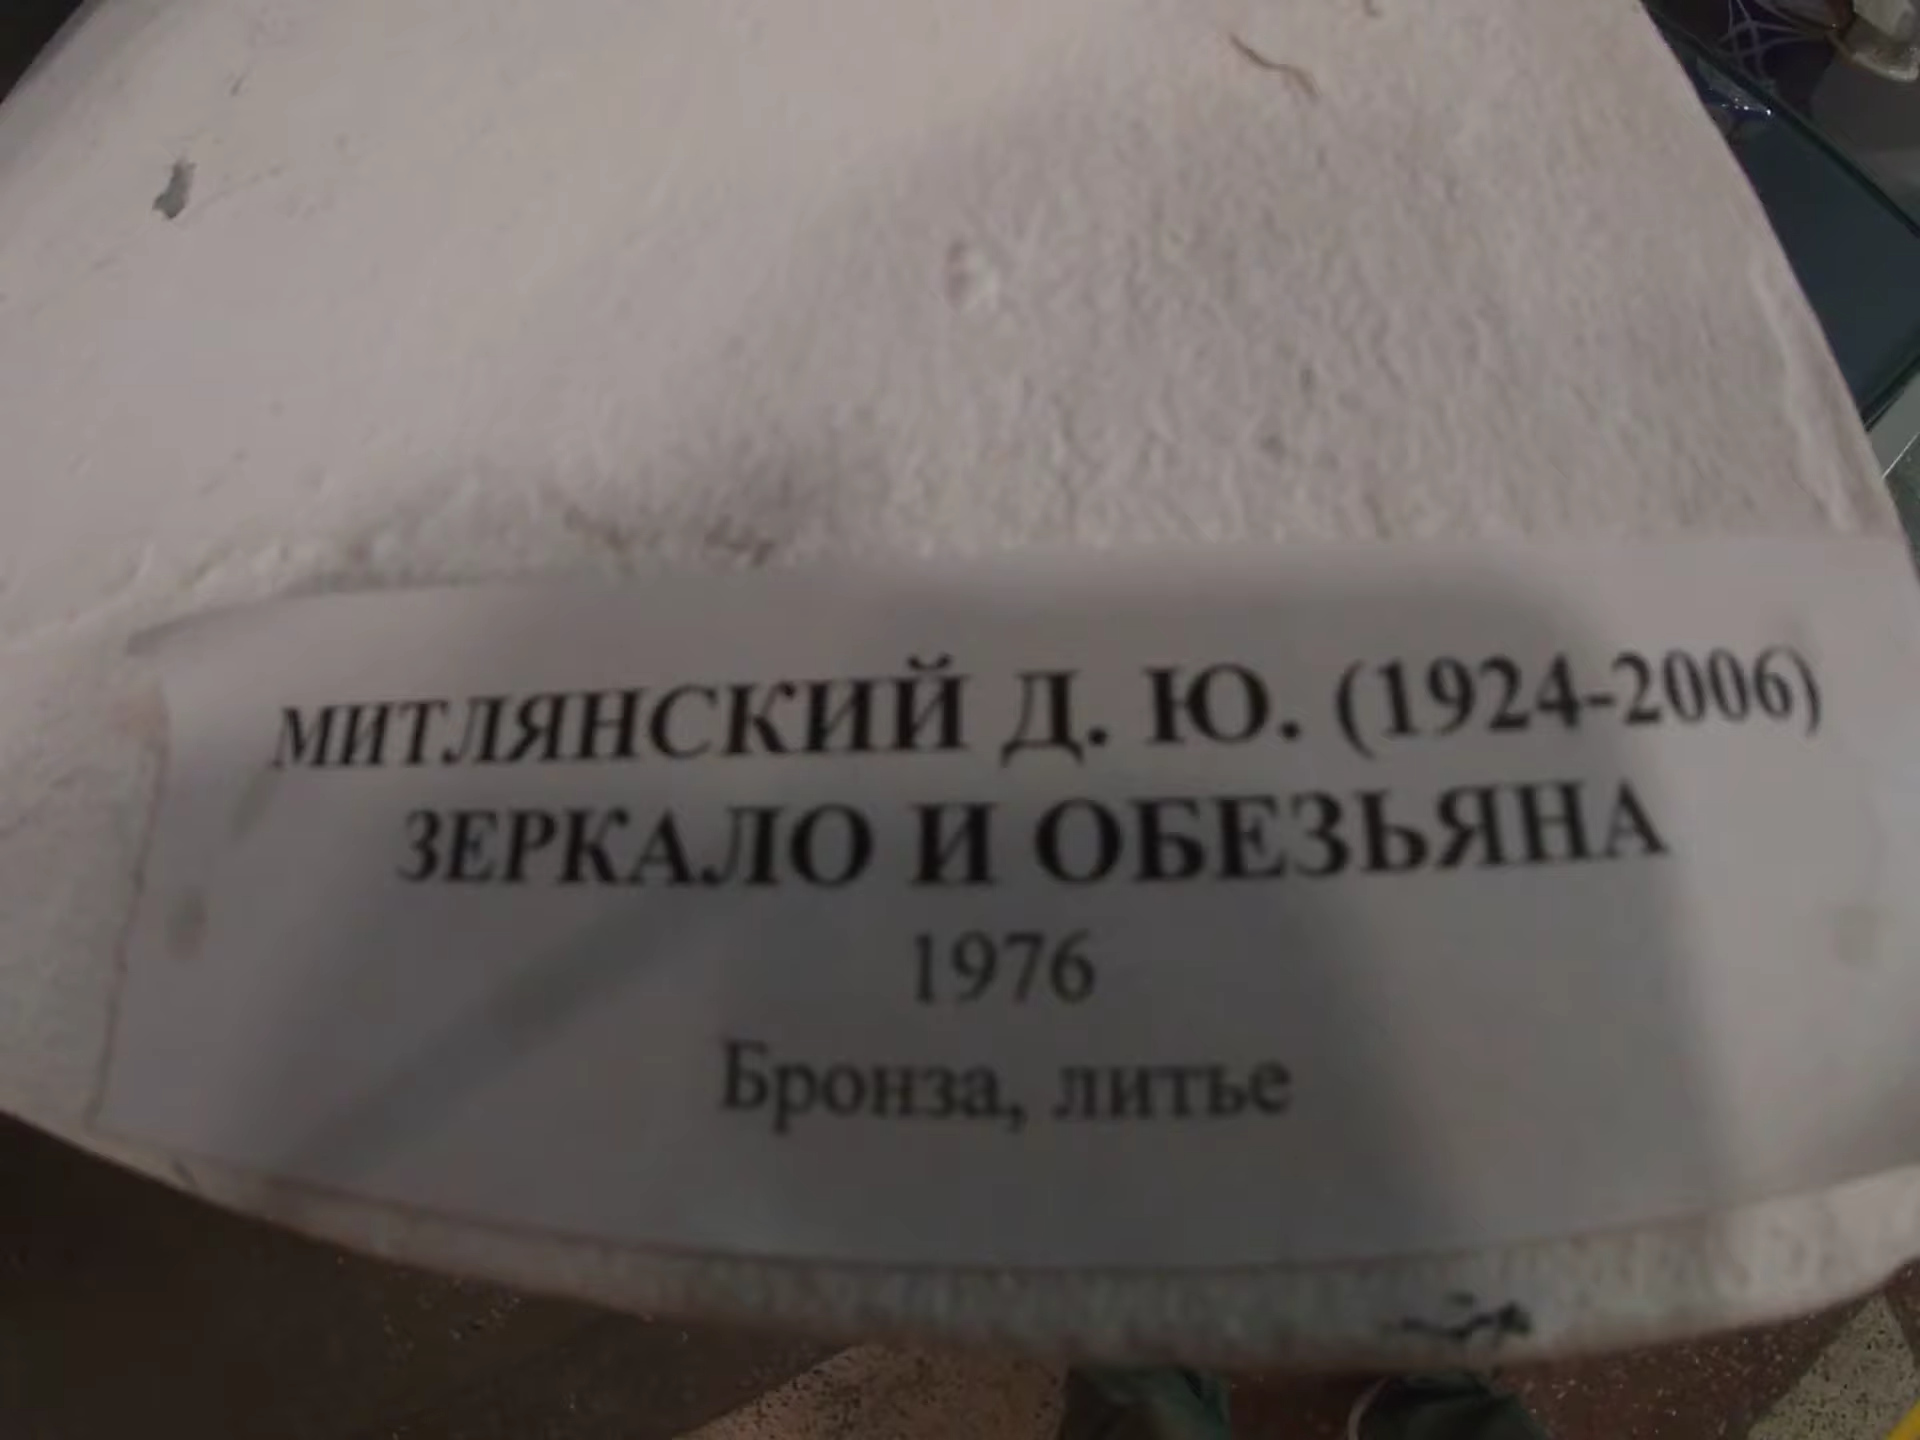 МИТЛЯНСКИЙ Д. Ю. (1924-2006)
ЗЕРКАЛО И ОБЕЗЬЯНА
1976
Бронза, литье